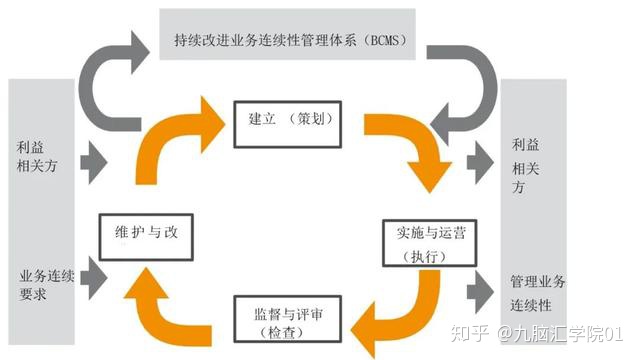 持续改进业务连续性管理体系（BCMS）
建立 （策划）
利益
相关方
利益
相关
方
维护与改
实施与运营
（执行）
业务连续
要求
管理业务
连续性
监督与评审
（检查）
知乎 @九脑汇学院01